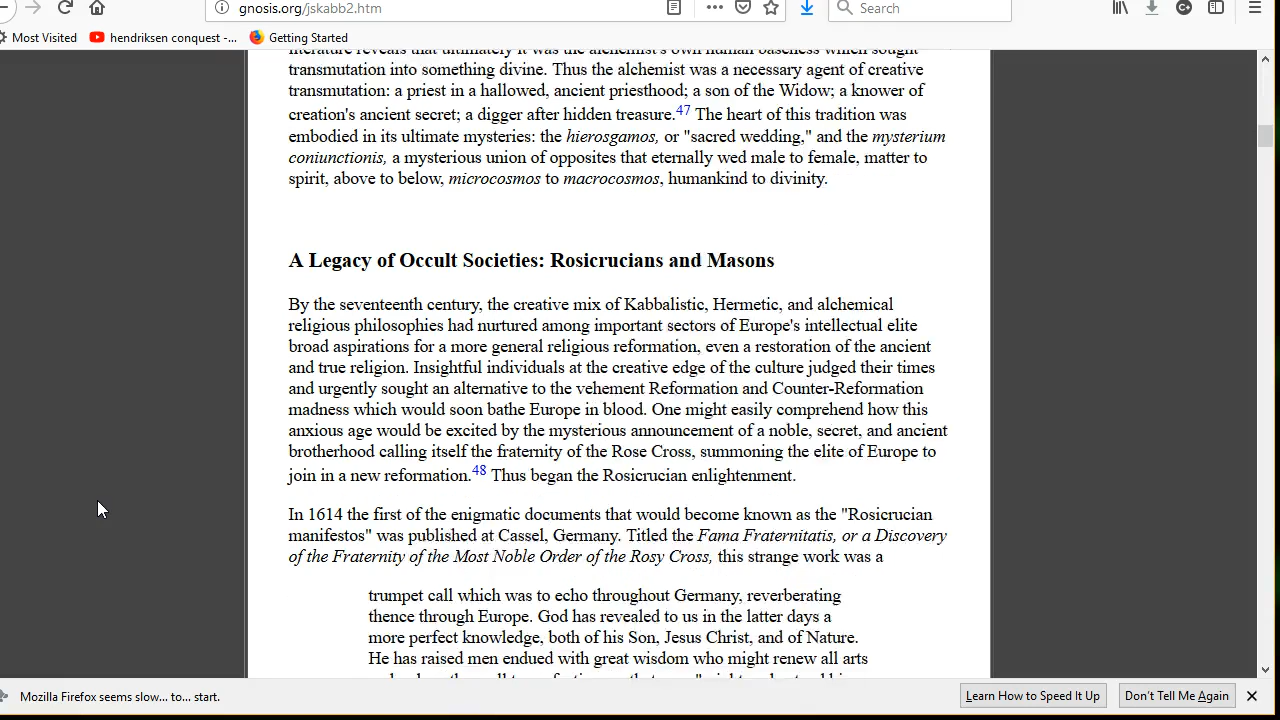 gnosis.org/jskabb2.htm
Search
Most Visited
hendriksen conquest -...
Getting Started
literature reveals that ultimately it was the alchemist's own human baseness which sought
transmutation into something divine. Thus the alchemist was a necessary agent of creative
transmutation: a priest in a hallowed, ancient priesthood; a son of the Widow; a knower of
creation's ancient secret; a digger after hidden treasure.47 The heart of this tradition was
embodied in its ultimate mysteries: the hierosgamos, or "sacred wedding," and the mysterium
coniunctionis, a mysterious union of opposites that eternally wed male to female, matter to
spirit, above to below, microcosmos to macrocosmos, humankind to divinity.
A Legacy of Occult Societies: Rosicrucians and Masons
By the seventeenth century, the creative mix of Kabbalistic, Hermetic, and alchemical
religious philosophies had nurtured among important sectors of Europe's intellectual elite
broad aspirations for a more general religious reformation, even a restoration of the ancient
and true religion. Insightful individuals at the creative edge of the culture judged their times
and urgently sought an alternative to the vehement Reformation and Counter-Reformation
madness which would soon bathe Europe in blood. One might easily comprehend how this
anxious age would be excited by the mysterious announcement of a noble, secret, and ancient
brotherhood calling itself the fraternity of the Rose Cross, summoning the elite of Europe to
join in a new reformation.48 Thus began the Rosicrucian enlightenment.
In 1614 the first of the enigmatic documents that would become known as the "Rosicrucian
manifestos" was published at Cassel, Germany. Titled the Fama Fraternitatis, or a Discovery
of the Fraternity of the Most Noble Order of the Rosy Cross, this strange work was a
trumpet call which was to echo throughout Germany, reverberating
thence through Europe. God has revealed to us in the latter days a
more perfect knowledge, both of his Son, Jesus Christ, and of Nature.
He has raised men endued with great wisdom who might renew all arts
Mozilla Firefox seems slow... to... start.
Learn How to Speed It Up
Don't Tell Me Again